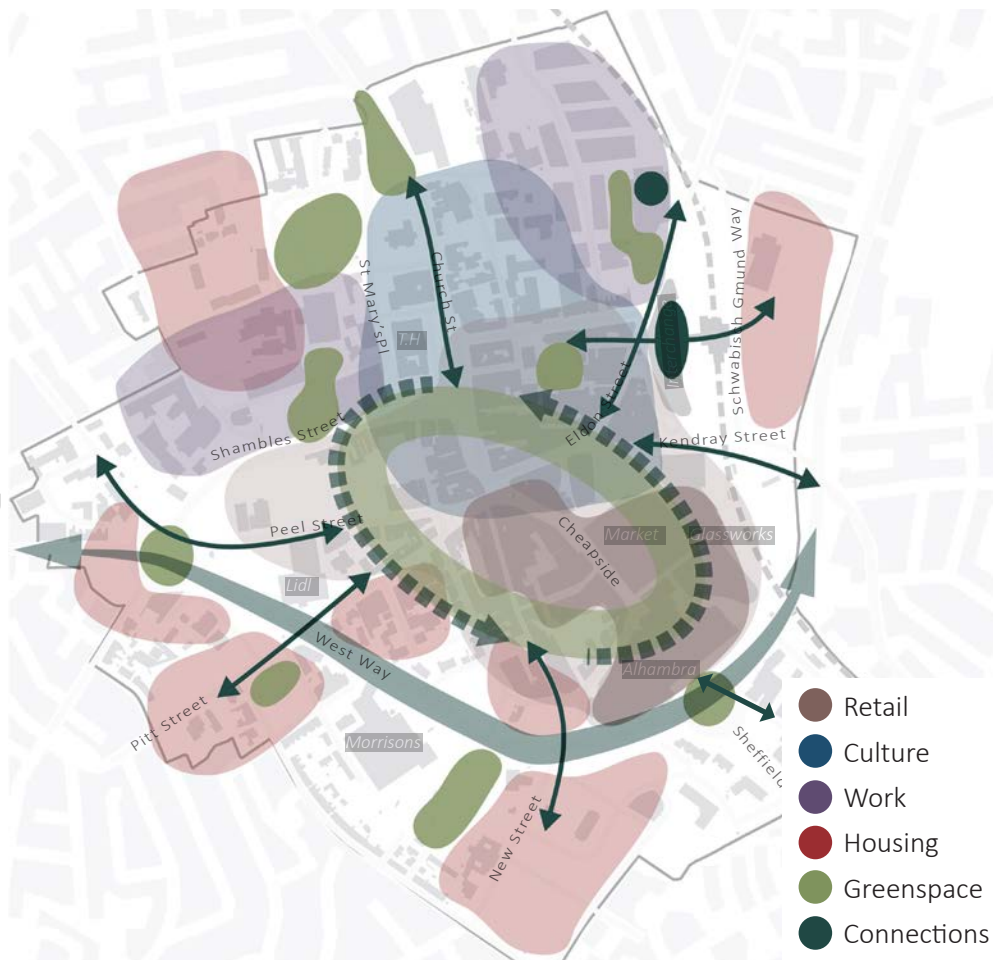 Schwabish Gmund Way
Church St
St Mary'sPl
T.H
Eldon Street
Shambles Street
Kendray Street
Peel Street
Cheapside
Market
Glassworks
Lidl
West Way
Alhambra
Pitt Street
Morrisons
Sheffield
New Street
Retail
Culture
Work
Housing
Greenspace
Connections